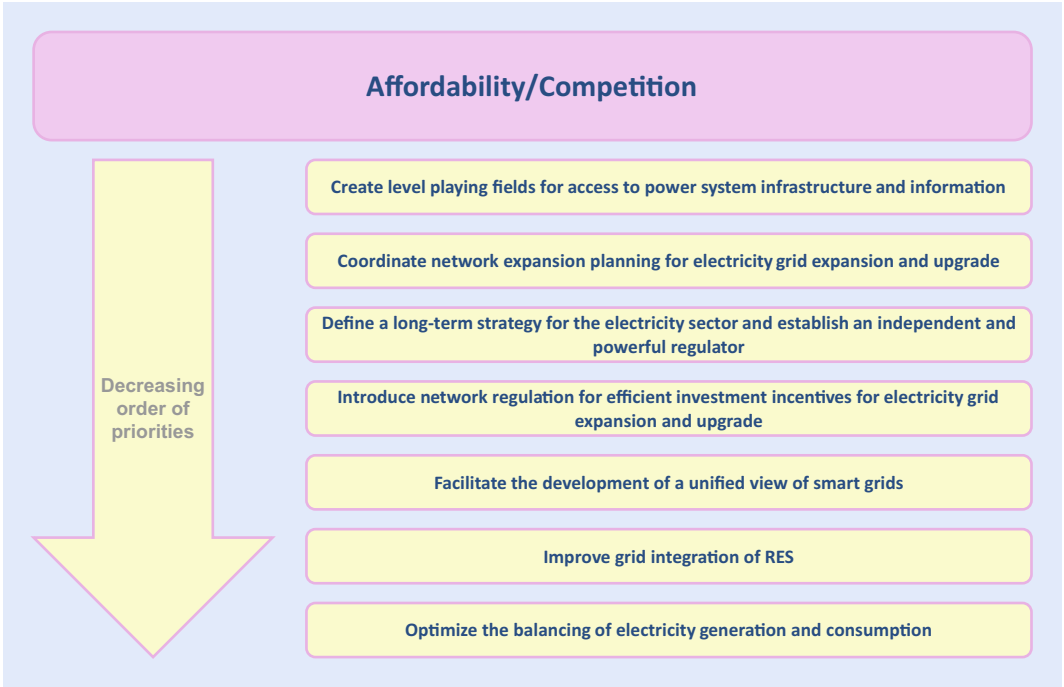 Affordability/Competition
Create level playing fields for access to power system infrastructure and information
Coordinate network expansion planning for electricity grid expansion and upgrade
Define a long-term strategy for the electricity sector and establish an independent and
powerful regulator
Decreasing
order of
priorities
Introduce network regulation for efficient investment incentives for electricity grid
expansion and upgrade
Facilitate the development of a unified view of smart grids
Improve grid integration of RES
Optimize the balancing of electricity generation and consumption